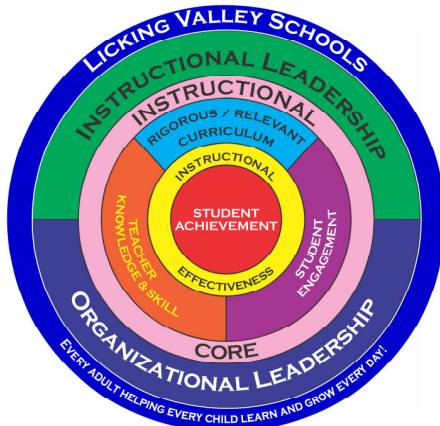 LICKING VALLEY SCHOOLS
INSTRUCTIONAL LEADERSHIP
INSTRUCTIONAL
RIGOROUS / RELEVANT
CURRICULUM
INSTRUCTIONAL
STUDENT
ACHIEVEMENT
EFFECTIVENESS
TEACHER
KNOWLEDGE & SKILL
STUDENT
ENGAGEMENT
CORE
ORGANIZATIONAL LEADERSHIP
EVERY ADULT HELPING EVERY CHILD LEARN AND GROW EVERY DAY!